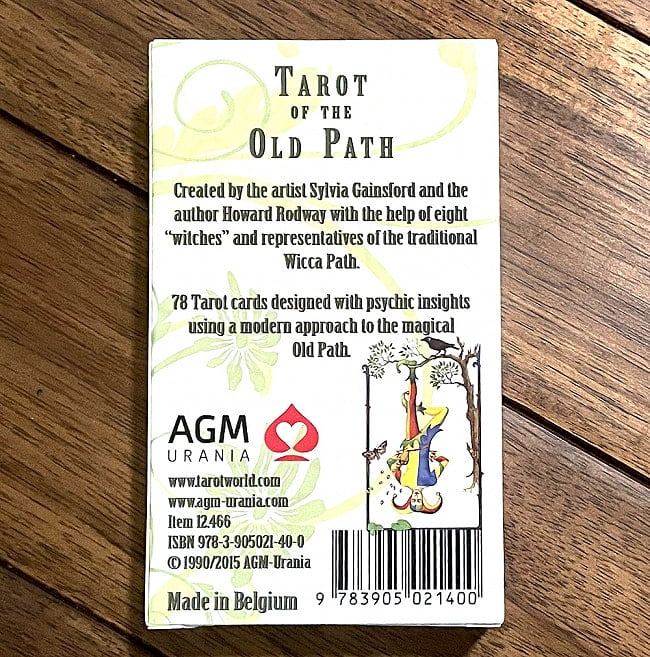 TAROT
OF THE
OLD PATH
Created by the artist Sylvia Gainsford and the
author Howard Rodway with the help of eight
“witches” and representatives of the traditional
Wicca Path.
78 Tarot cards designed with psychic insights
using a modern approach to the magical
Old Path.
AGM
URANIA
www.tarotworld.com
www.agm-urania.com
Item 12.466
ISBN 978-3-905021-40-0
© 1990/2015 AGM-Urania
Made in Belgium
9 783905 021400